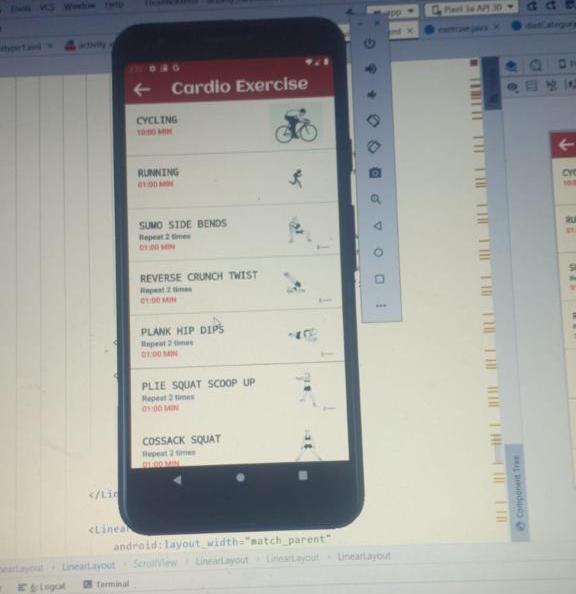 Tools VCS Window Help
app Pixel 3a API 30
exercise.java
activity
Cardio Exercise
CYCLING
10:00 MIN
RUNNING
01:00 MIN
SUMO SIDE BENDS
Repeat 2 times
01:00 MIN
REVERSE CRUNCH TWIST
Repeat 2 times
01:00 MIN
PLANK HIP DIPS
Repeat 2 times
01:00 MIN
PLIE SQUAT SCOOP UP
Repeat 2 times
01:00 MIN
COSSACK SQUAT
Repeat 2 times
01:00 MIN
Component Tree
</Lin
<Linea
android:layout_width="match_parent"
LinearLayout LinearLayout ScrollView LinearLayout LinearLayout LinearLayout
6: Logcat Terminal